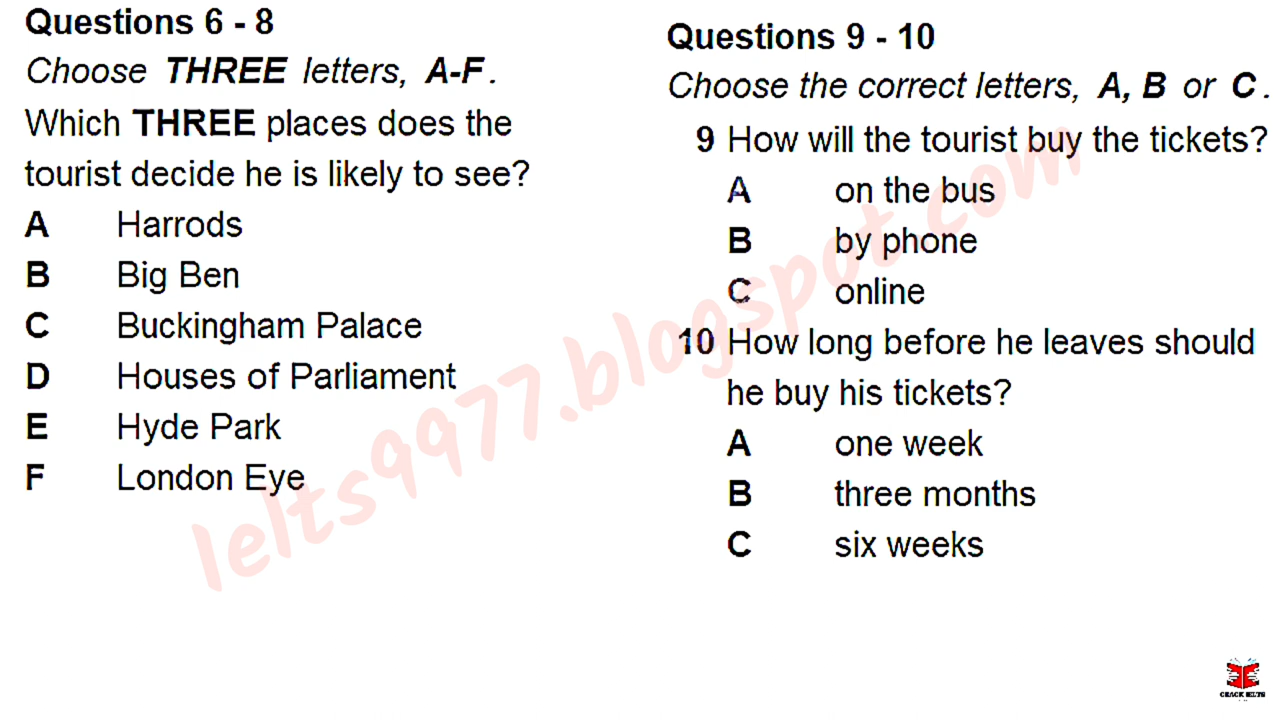 Questions 6 - 8
Choose THREE letters, A-F.
Which THREE places does the
tourist decide he is likely to see?
A Harrods
B Big Ben
C Buckingham Palace
D Houses of Parliament
E Hyde Park
F London Eye
Questions 9 - 10
Choose the correct letters, A, B or C.
9 How will the tourist buy the tickets?
A on the bus
B by phone
C online
10 How long before he leaves should
he buy his tickets?
A one week
B three months
C six weeks
Ielts9977.blogspot.com
CRACK IELTS